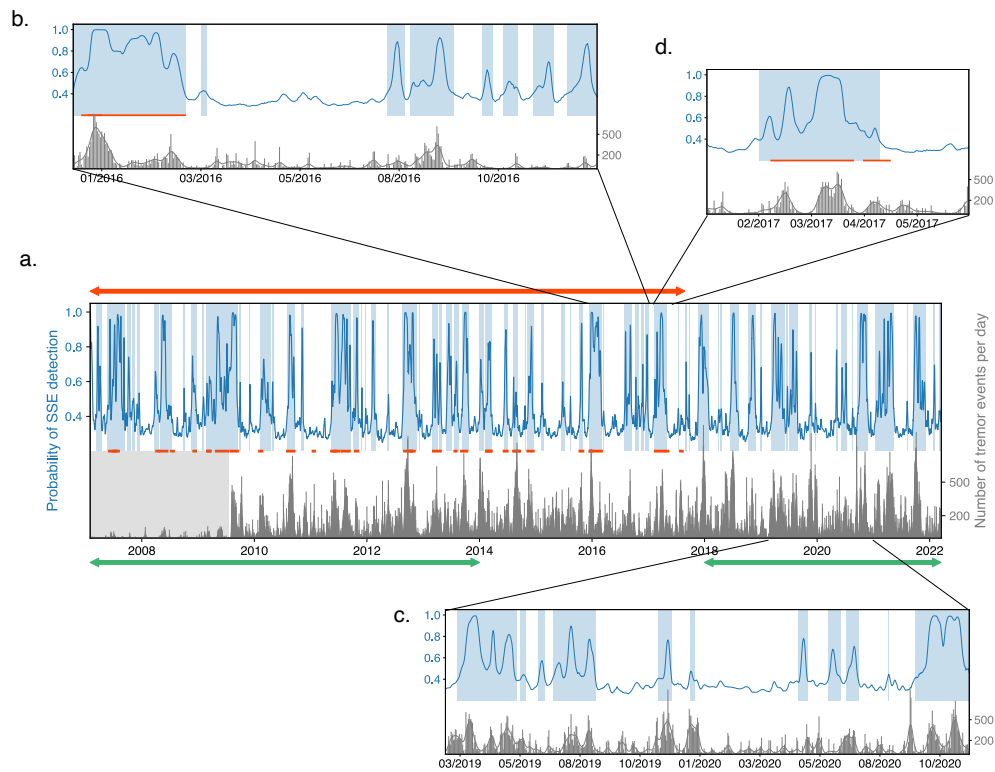 b.
1.0
0.8
0.6
0.4
500
200
01/2016 03/2016 05/2016 08/2016 10/2016
d.
1.0
0.8
0.6
0.4
500
200
02/2017 03/2017 04/2017 05/2017
a.
Probability of SSE detection
1.0
0.8
0.6
0.4
Number of tremor events per day
500
200
2008 2010 2012 2014 2016 2018 2020 2022
c.
1.0
0.8
0.6
0.4
500
200
03/2019 05/2019 08/2019 10/2019 01/2020 03/2020 05/2020 08/2020 10/2020